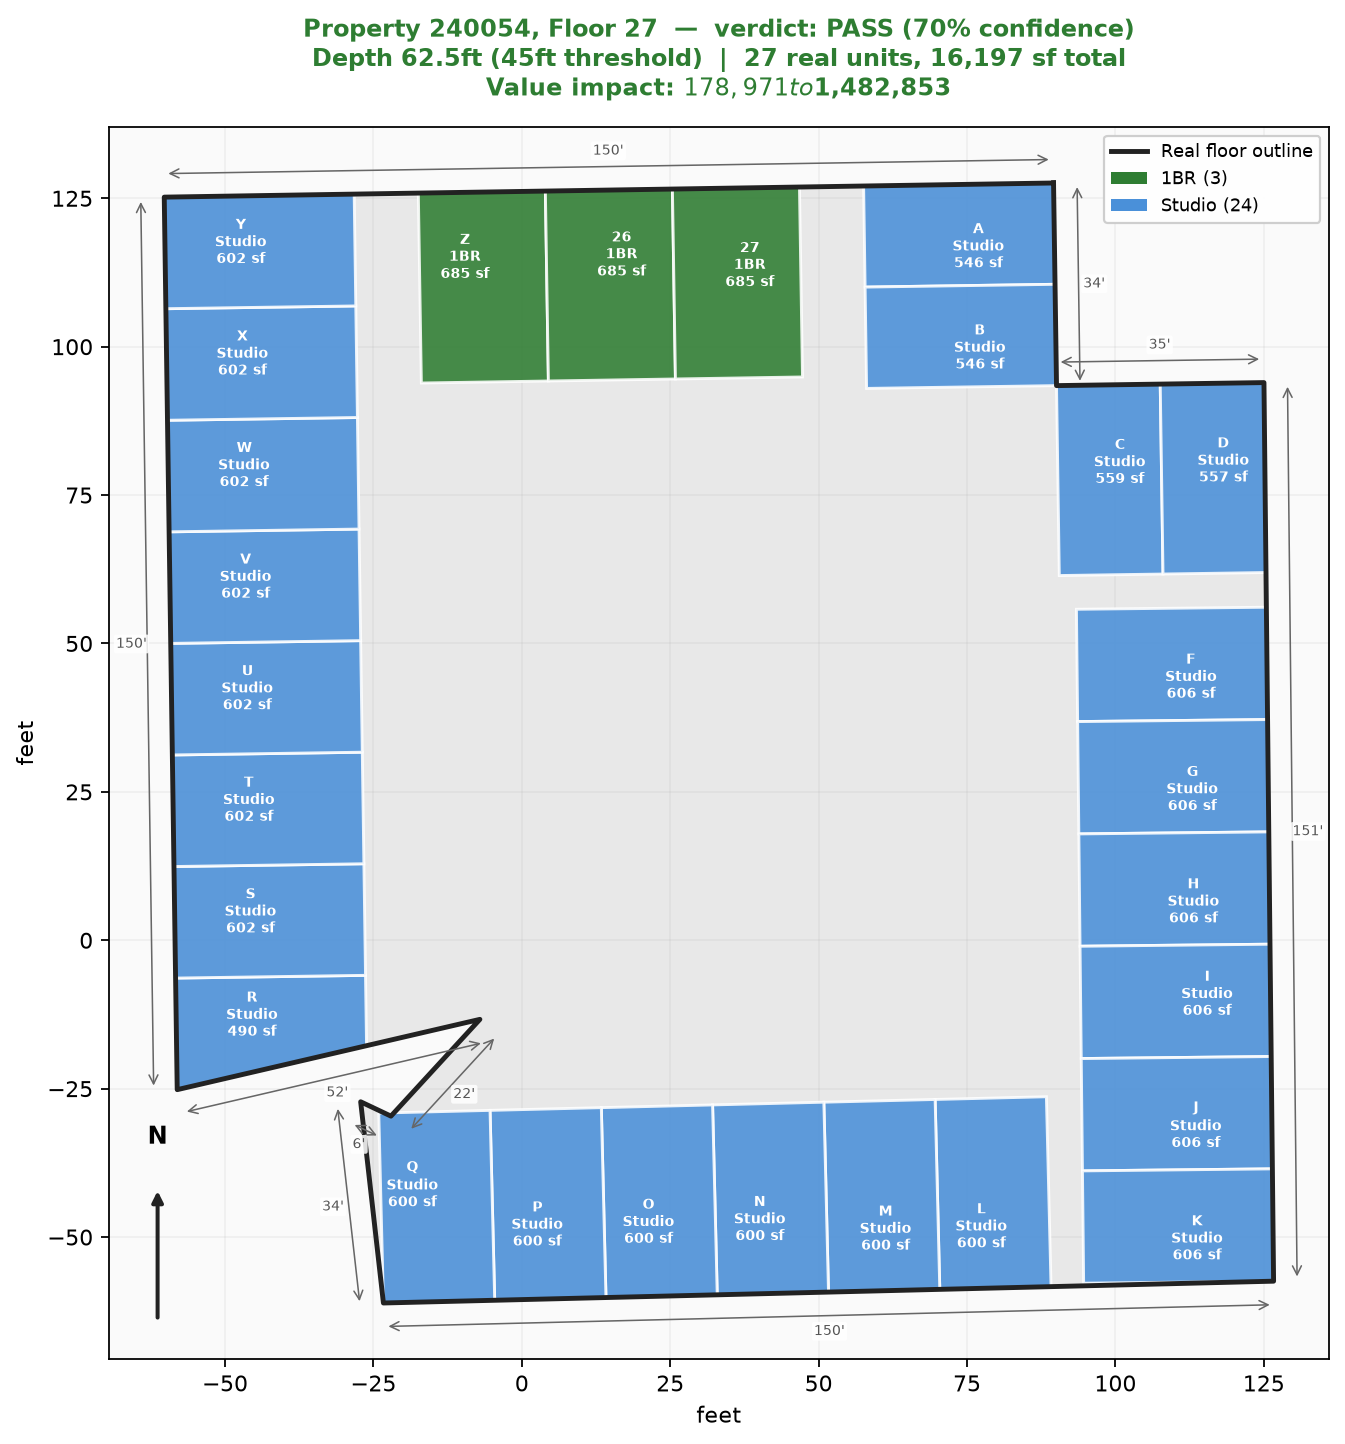 Property 240054, Floor 27 — verdict: PASS (70% confidence)
Depth 62.5ft (45ft threshold) | 27 real units, 16,197 sf total
Value impact: 178,971to1,482,853
Real floor outline
1BR (3)
Studio (24)
150'
34'
35'
150'
151'
52'
22'
6'
34'
150'
Y
Studio
602 sf
Z
1BR
685 sf
26
1BR
685 sf
27
1BR
685 sf
A
Studio
546 sf
B
Studio
546 sf
X
Studio
602 sf
W
Studio
602 sf
C
Studio
559 sf
D
Studio
557 sf
V
Studio
602 sf
U
Studio
602 sf
F
Studio
606 sf
T
Studio
602 sf
G
Studio
606 sf
S
Studio
602 sf
H
Studio
606 sf
R
Studio
490 sf
I
Studio
606 sf
J
Studio
606 sf
Q
Studio
600 sf
P
Studio
600 sf
O
Studio
600 sf
N
Studio
600 sf
M
Studio
600 sf
L
Studio
600 sf
K
Studio
606 sf
N
125
100
75
50
25
0
−25
−50
feet
−50 −25 0 25 50 75 100 125
feet